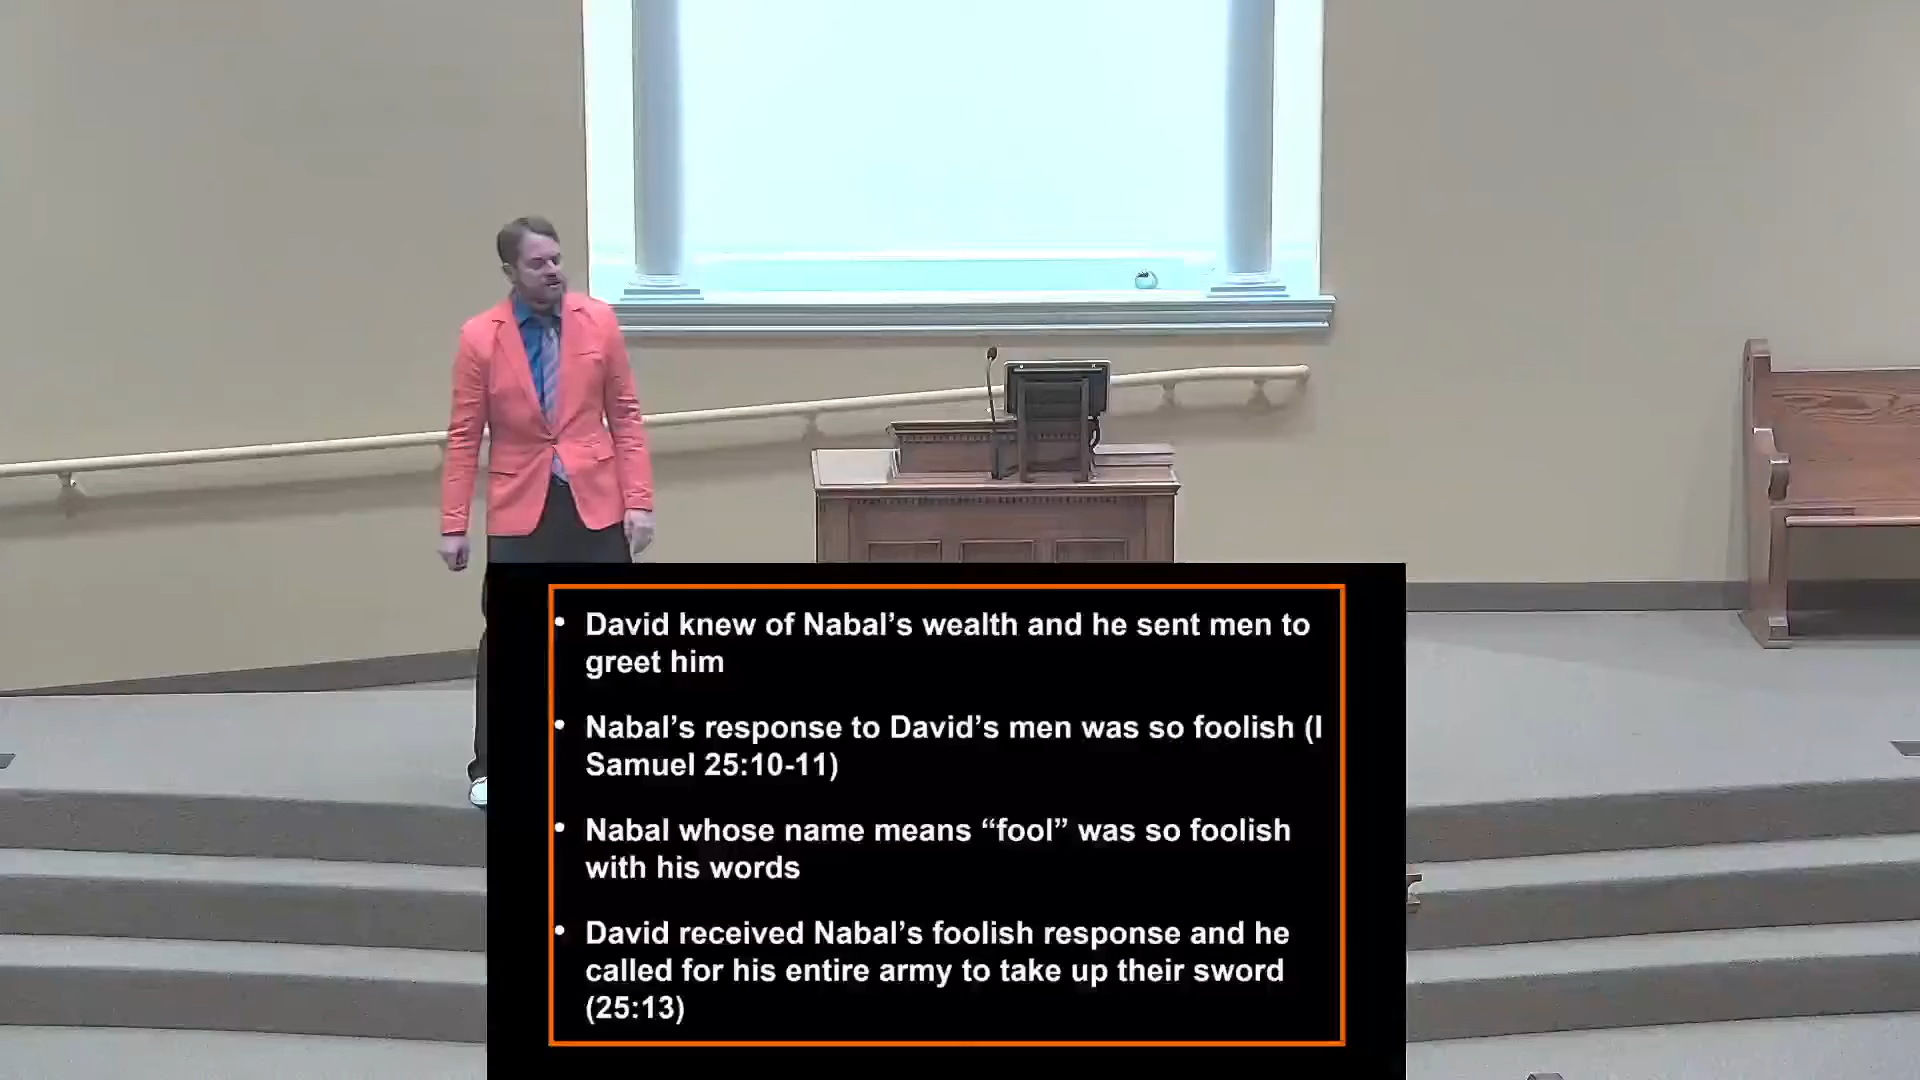 • David knew of Nabal’s wealth and he sent men to
greet him
• Nabal’s response to David’s men was so foolish (I
Samuel 25:10-11)
• Nabal whose name means “fool” was so foolish
with his words
• David received Nabal’s foolish response and he
called for his entire army to take up their sword
(25:13)